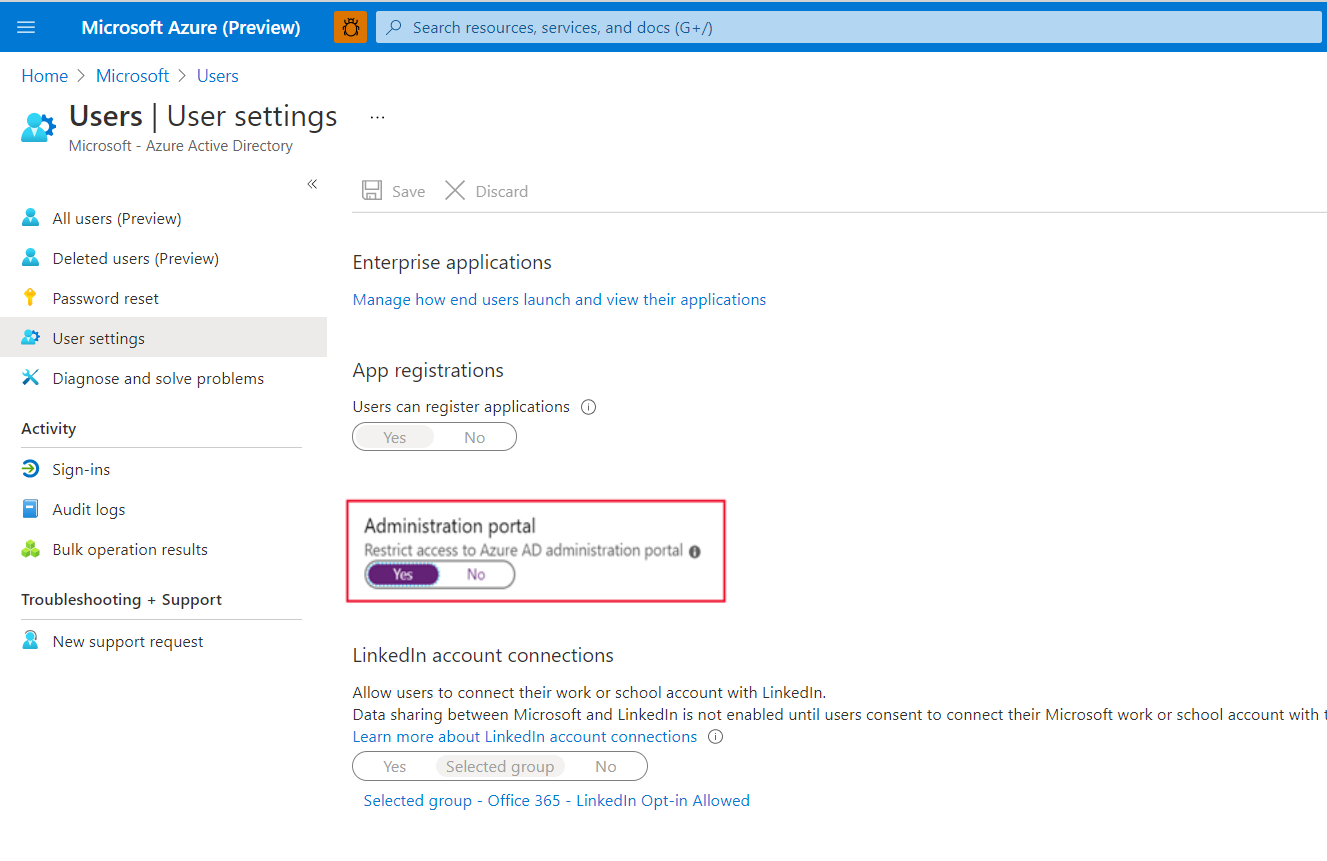 Microsoft Azure (Preview)
Search resources, services, and docs (G+/)
Home > Microsoft > Users
Users | User settings ...
Microsoft - Azure Active Directory
«
All users (Preview)
Deleted users (Preview)
Password reset
User settings
Diagnose and solve problems
Activity
Sign-ins
Audit logs
Bulk operation results
Troubleshooting + Support
New support request
Save Discard
Enterprise applications
Manage how end users launch and view their applications
App registrations
Users can register applications
Yes No
Administration portal
Restrict access to Azure AD administration portal
Yes No
LinkedIn account connections
Allow users to connect their work or school account with LinkedIn.
Data sharing between Microsoft and LinkedIn is not enabled until users consent to connect their Microsoft work or school account with t
Learn more about LinkedIn account connections
Yes Selected group No
Selected group - Office 365 - LinkedIn Opt-in Allowed